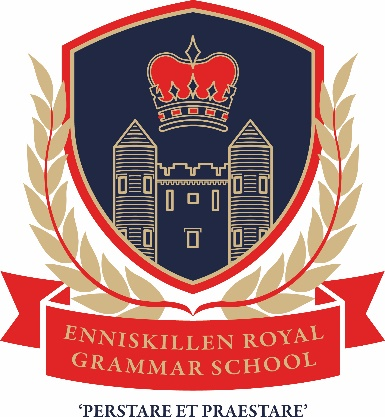 ENNISKILLEN ROYAL
GRAMMAR SCHOOL
'PERSTARE ET PRAESTARE'